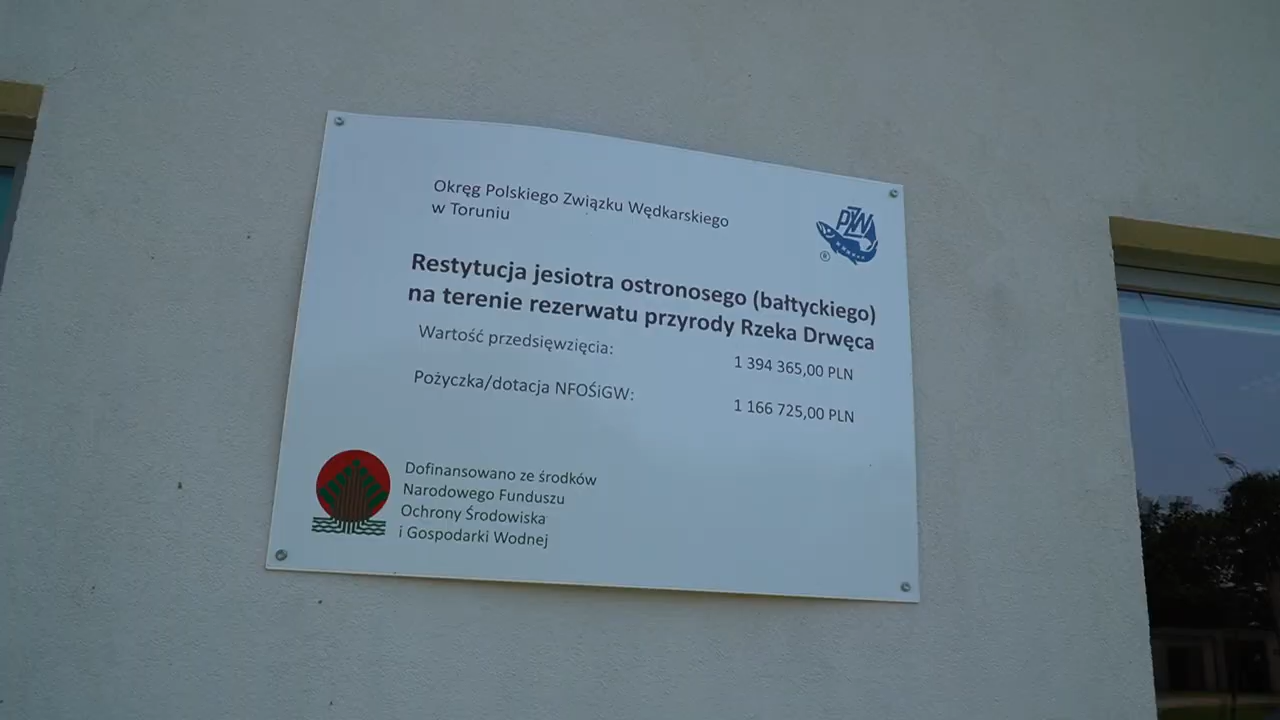 Okręg Polskiego Związku Wędkarskiego
w Toruniu
PZW
®
Restytucja jesiotra ostronosego (bałtyckiego)
na terenie rezerwatu przyrody Rzeka Drwęca
Wartość przedsięwzięcia: 1 394 365,00 PLN
Pożyczka/dotacja NFOŚiGW: 1 166 725,00 PLN
Dofinansowano ze środków
Narodowego Funduszu
Ochrony Środowiska
i Gospodarki Wodnej